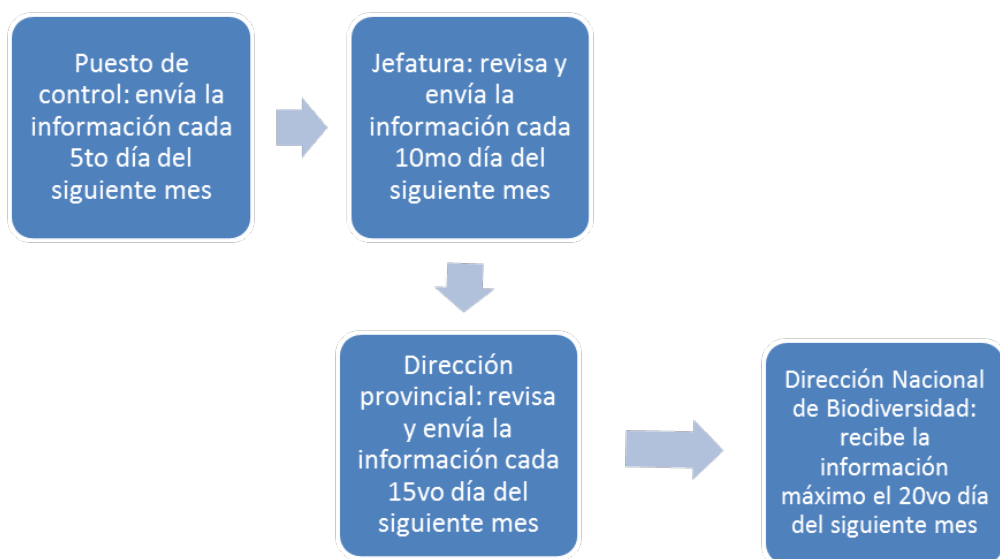 Puesto de
control: envía la
información cada
5to día del
siguiente mes
Jefatura: revisa y
envía la
información cada
10mo día del
siguiente mes
Dirección
provincial: revisa
y envía la
información cada
15vo día del
siguiente mes
Dirección Nacional
de Biodiversidad:
recibe la
información
máximo el 20vo día
del siguiente mes